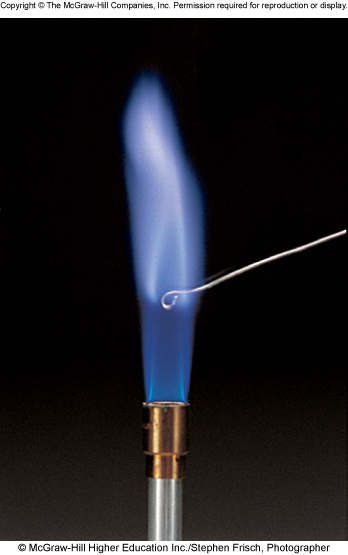 Copyright © The McGraw-Hill Companies, Inc. Permission required for reproduction or display.
© McGraw-Hill Higher Education Inc./Stephen Frisch, Photographer